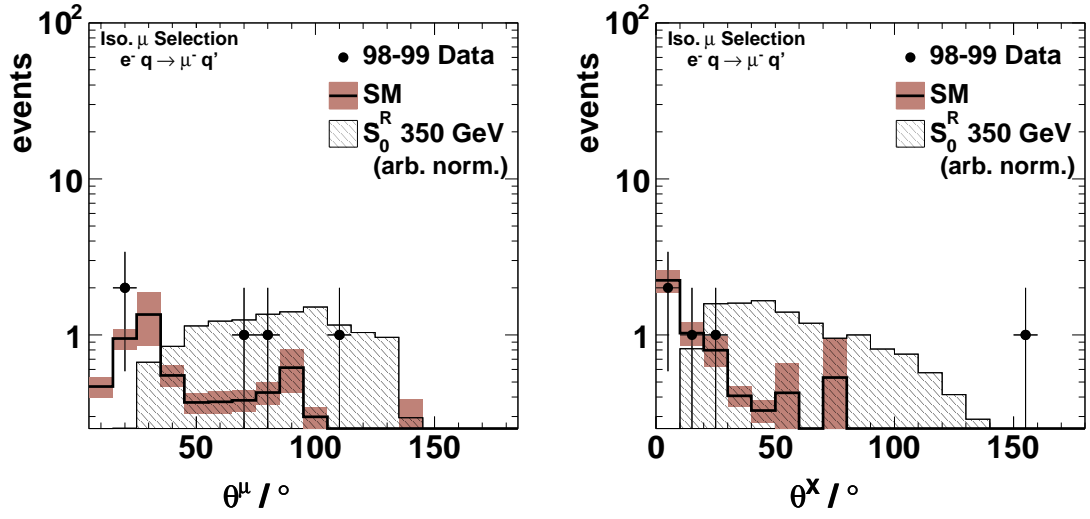 10²
10
1
events
Iso. μ Selection
e⁻ q → μ⁻ q'
98-99 Data
SM
S₀ᴿ 350 GeV
(arb. norm.)
50 100 150
θᵘ / °
10²
10
1
events
Iso. μ Selection
e⁻ q → μ⁻ q'
98-99 Data
SM
S₀ᴿ 350 GeV
(arb. norm.)
0 50 100 150
θˣ / °